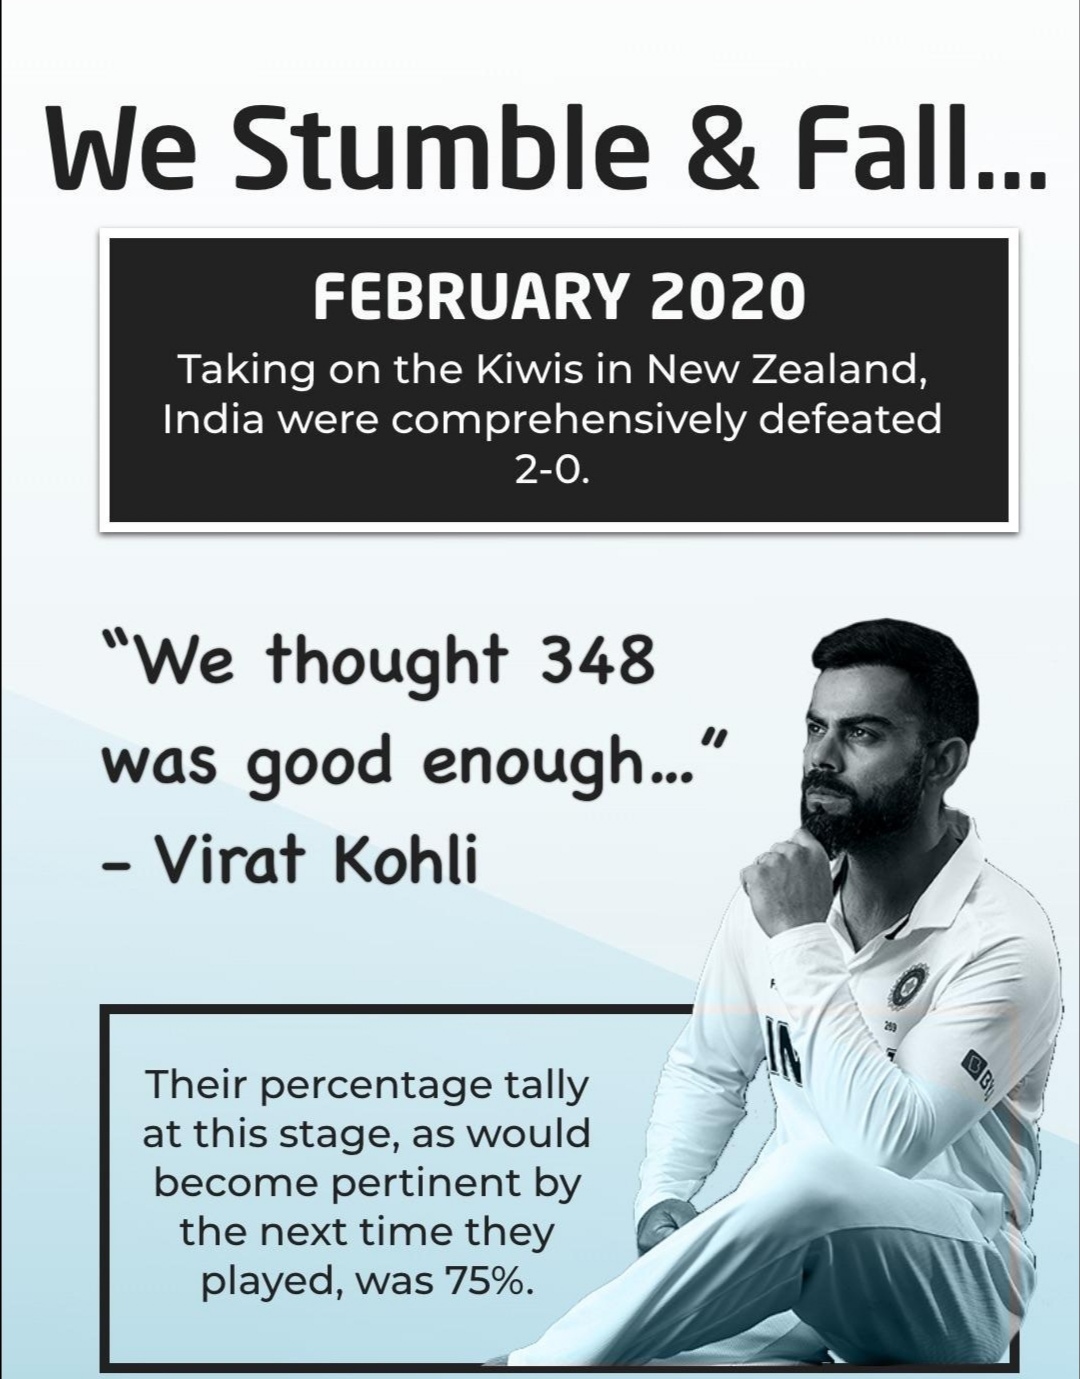 We Stumble & Fall...
FEBRUARY 2020
Taking on the Kiwis in New Zealand,
India were comprehensively defeated
2-0.
"We thought 348
was good enough..."
- Virat Kohli
Their percentage tally
at this stage, as would
become pertinent by
the next time they
played, was 75%.
269
IN